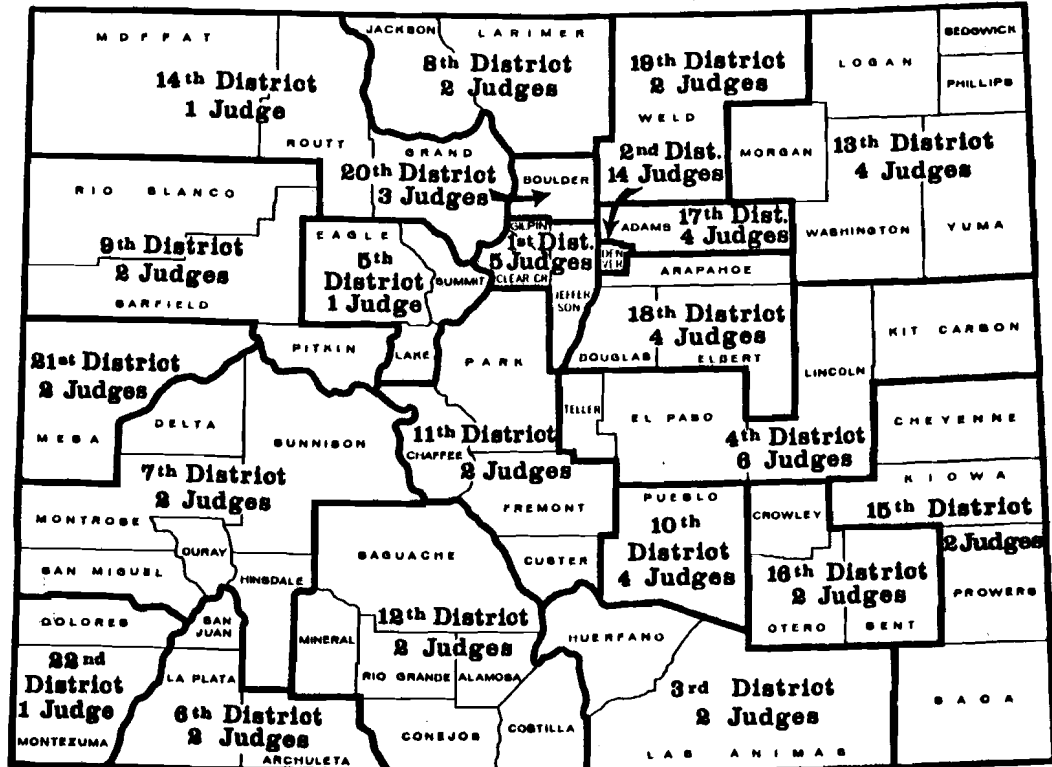 MOFFAT
JACKSON
LARIMER
SEDGWICK
LOGAN
PHILLIPS
14th District
1 Judge
8th District
2 Judges
19th District
2 Judges
WELD
ROUTT
GRAND
20th District
3 Judges
BOULDER
2nd Dist.
14 Judges
MORGAN
13th District
4 Judges
RIO BLANCO
GILPIN
ADAMS
17th Dist.
4 Judges
WASHINGTON
YUMA
EAGLE
9th District
2 Judges
5th
District
1 Judge
SUMMIT
1st Dist.
5 Judges
CLEAR CR.
DEN
VER
ARAPAHOE
GARFIELD
JEFFER
SON
18th District
4 Judges
KIT CARSON
PITKIN
LAKE
PARK
DOUGLAS
ELBERT
LINCOLN
21st District
2 Judges
MESA
DELTA
GUNNISON
TELLER
EL PASO
CHEYENNE
11th District
2 Judges
CHAFFEE
4th District
6 Judges
7th District
2 Judges
KIOWA
15th District
2 Judges
MONTROSE
FREMONT
PUEBLO
10th
District
4 Judges
CROWLEY
OURAY
SAGUACHE
SAN MIGUEL
HINSDALE
CUSTER
16th District
2 Judges
PROWERS
DOLORES
SAN
JUAN
MINERAL
12th District
2 Judges
HUERFANO
OTERO
BENT
22nd
District
1 Judge
LA PLATA
RIO GRANDE
ALAMOSA
3rd District
2 Judges
BACA
6th District
2 Judges
MONTEZUMA
ARCHULETA
CONEJOS
COSTILLA
LAS ANIMAS